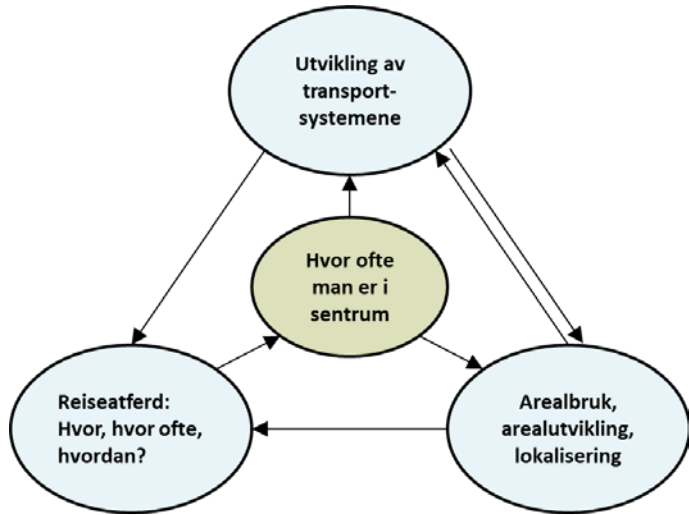 Utvikling av
transport-
systemene
Hvor ofte
man er i
sentrum
Reiseatferd:
Hvor, hvor ofte,
hvordan?
Arealbruk,
arealutvikling,
lokalisering